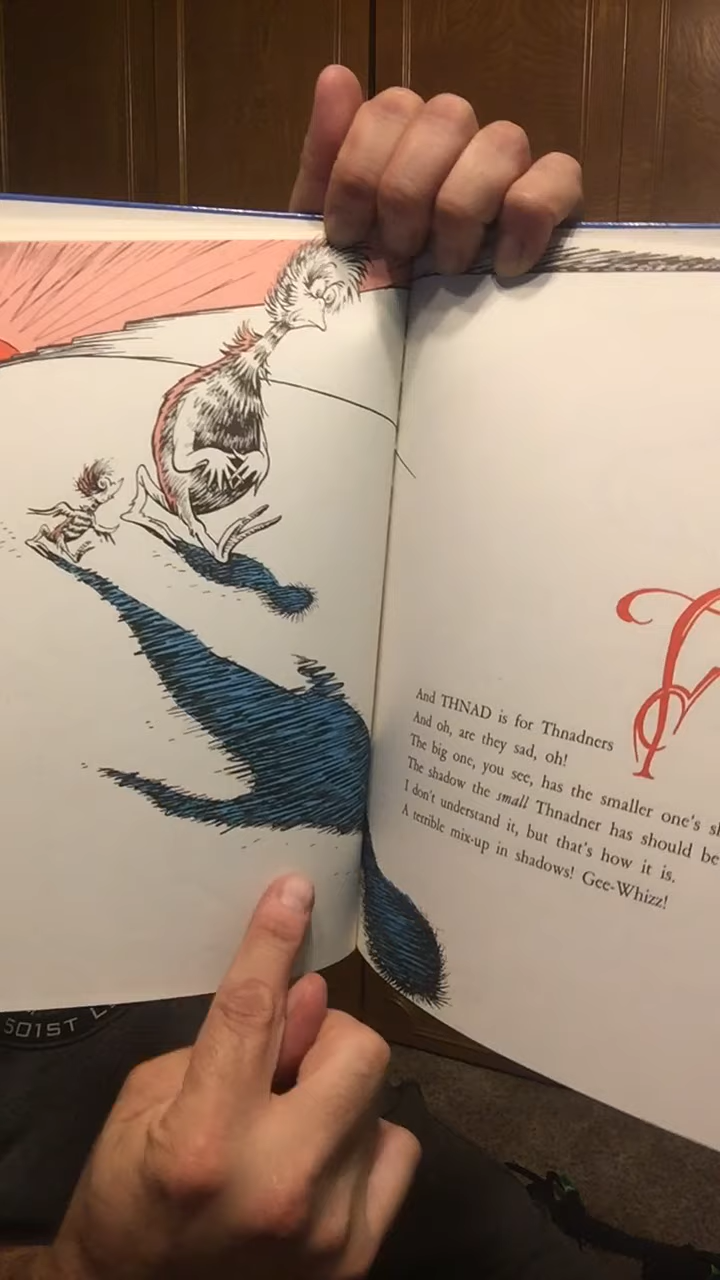 And THNAD is for Thnadners
And oh, are they sad, oh!
The big one, you see, has the smaller one's
The shadow the small Thnadner has should be
I don't understand it, but that's how it is.
A terrible mix-up in shadows! Gee-Whizz!
501ST